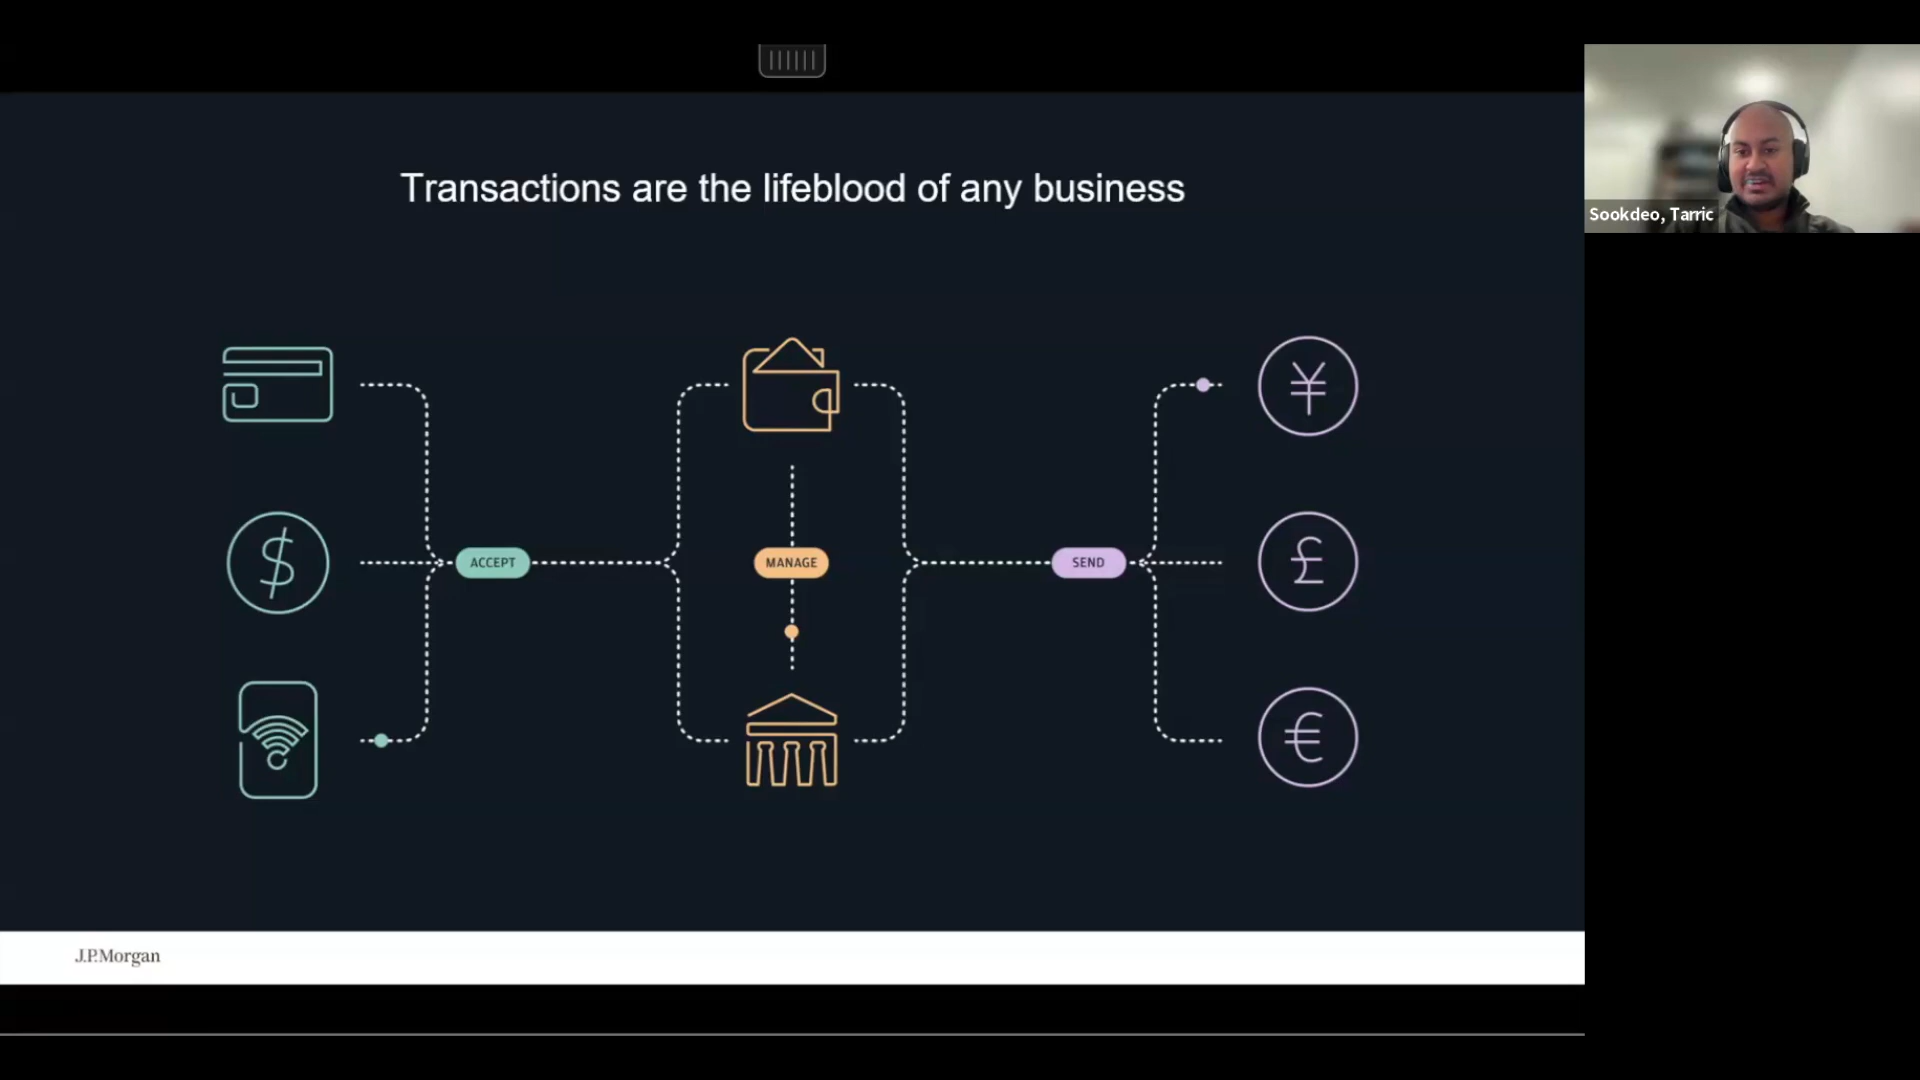 Transactions are the lifeblood of any business
Sookdeo, Tarric
$
ACCEPT
MANAGE
SEND
¥
£
€
J.P.Morgan